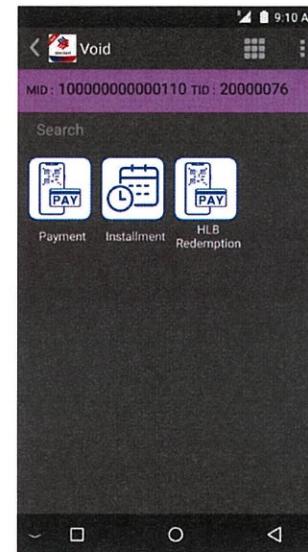 9:10 A
Void
MID : 100000000000110 TID : 20000076
Search
PAY
PAY
Payment
Installment
HLB
Redemption